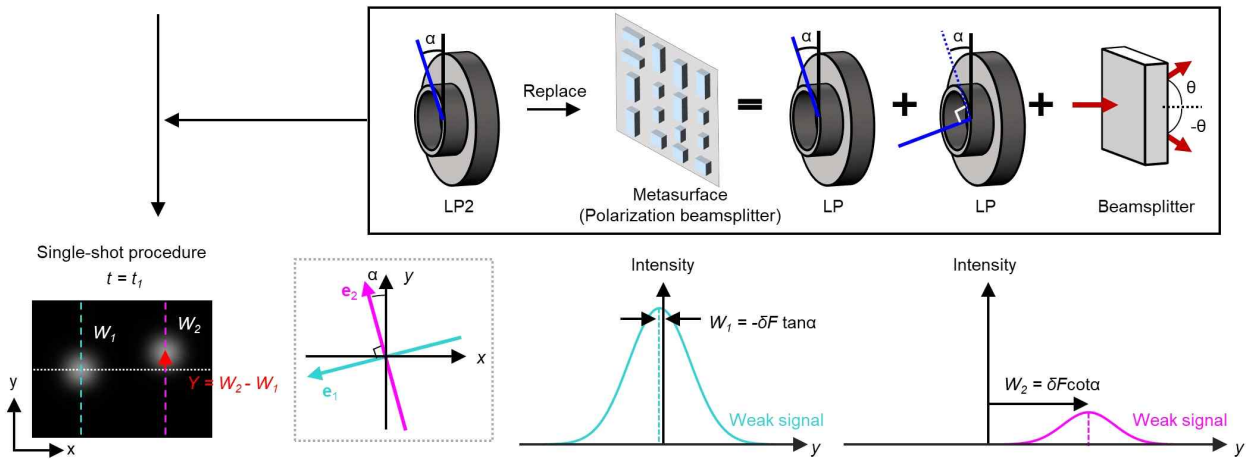 α
α
α
Replace
θ
-θ
LP2
Metasurface
(Polarization beamsplitter)
LP
LP
Beamsplitter
Single-shot procedure
t = t₁
W₁
W₂
Y = W₂ - W₁
y
x
α
y
e₂
x
e₁
Intensity
W₁ = -δF tanα
Weak signal
y
Intensity
W₂ = δFcotα
Weak signal
y